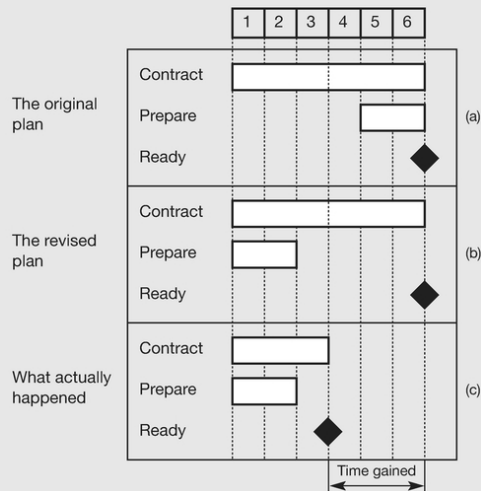 1 2 3 4 5 6
The original
plan
Contract
Prepare
Ready
(a)
The revised
plan
Contract
Prepare
Ready
(b)
What actually
happened
Contract
Prepare
Ready
(c)
Time gained